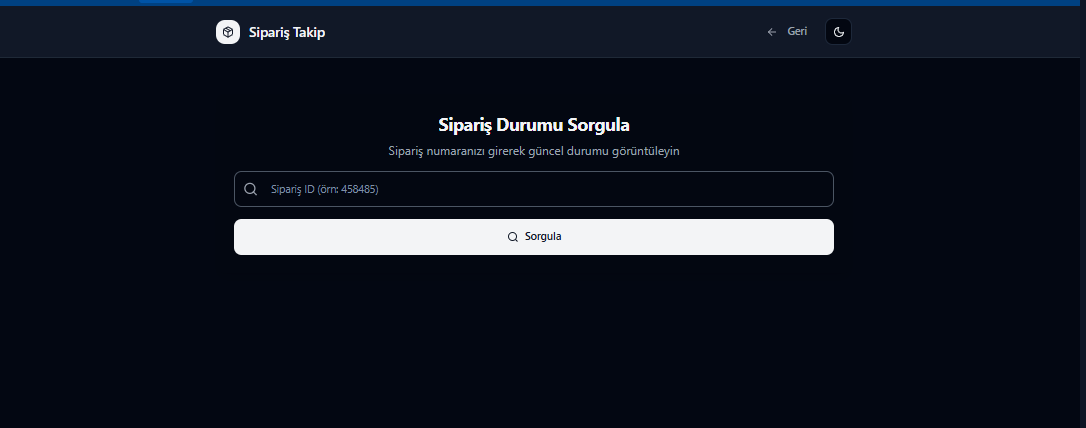 Sipariş Takip
Geri
Sipariş Durumu Sorgula
Sipariş numaranızı girerek güncel durumu görüntüleyin
Sipariş ID (örn: 458485)
Sorgula